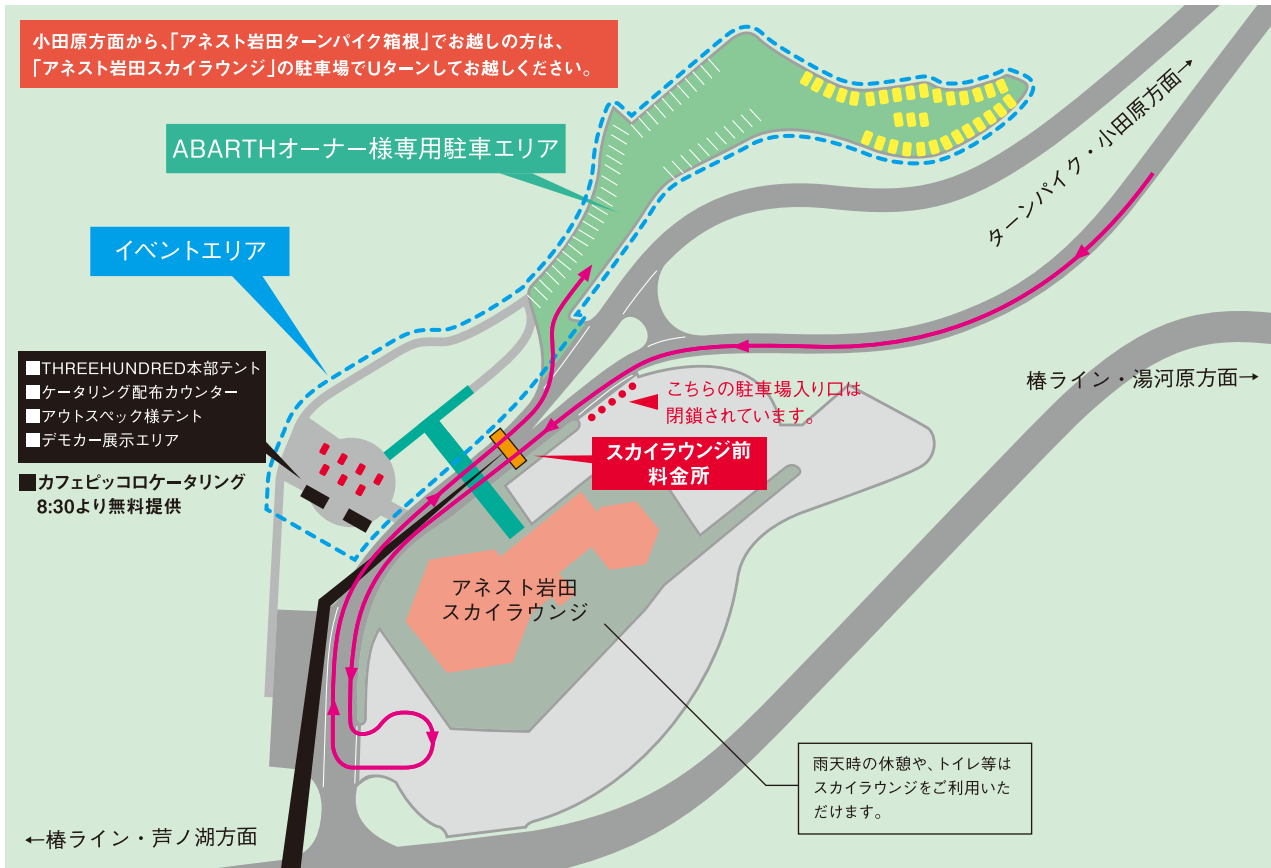 小田原方面から、「アネスト岩田ターンパイク箱根」でお越しの方は、
「アネスト岩田スカイラウンジ」の駐車場でUターンしてお越しください。
ABARTHオーナー様専用駐車エリア
イベントエリア
ターンパイク・小田原方面→
■THREEHUNDRED本部テント
■ケータリング配布カウンター
■アウトスペック様テント
■デモカー展示エリア
■カフェピッコロケータリング
8:30より無料提供
こちらの駐車場入り口は
閉鎖されています。
椿ライン・湯河原方面→
スカイラウンジ前
料金所
アネスト岩田
スカイラウンジ
雨天時の休憩や、トイレ等は
スカイラウンジをご利用いた
だけます。
←椿ライン・芦ノ湖方面